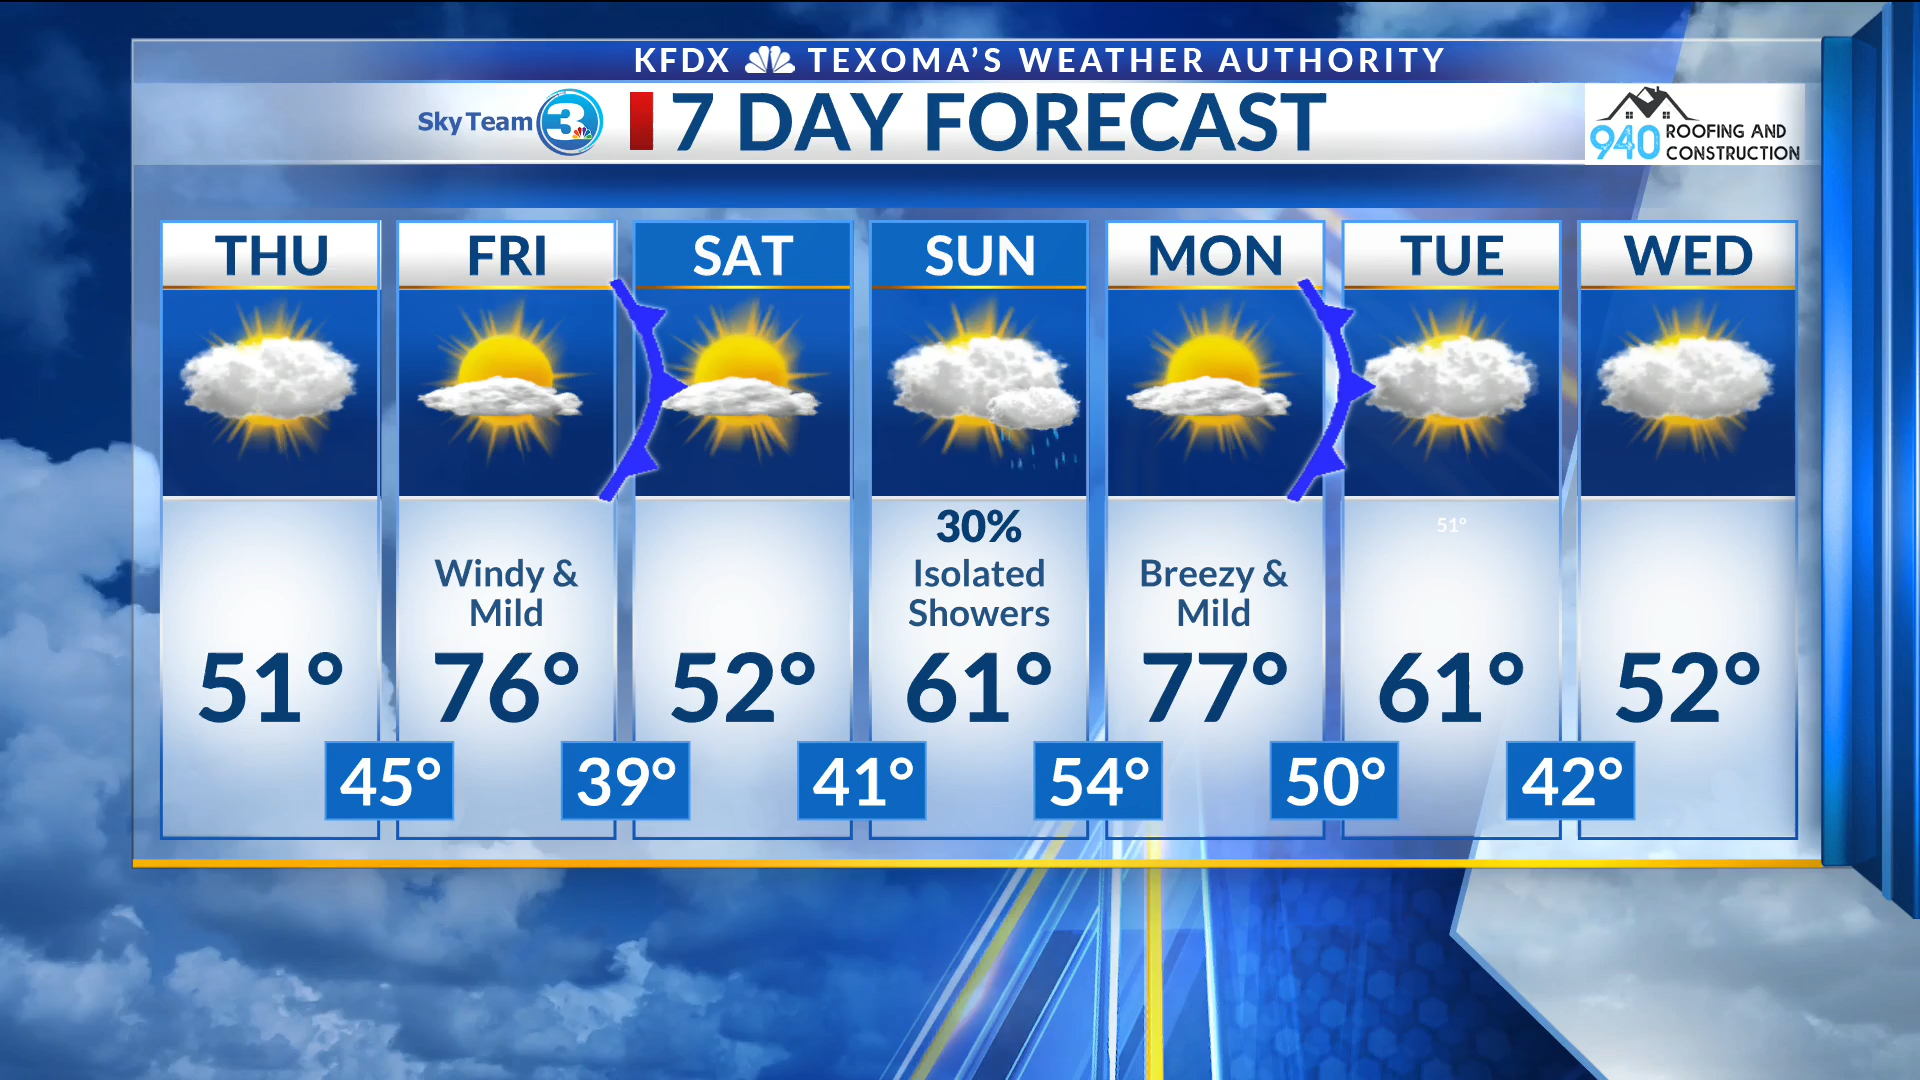 KFDX TEXOMA'S WEATHER AUTHORITY
SkyTeam 3
7 DAY FORECAST
940 ROOFING AND
CONSTRUCTION
THU FRI SAT SUN MON TUE WED
30%
51°
Windy &
Mild
Isolated
Showers
Breezy &
Mild
51° 76° 52° 61° 77° 61° 52°
45° 39° 41° 54° 50° 42°